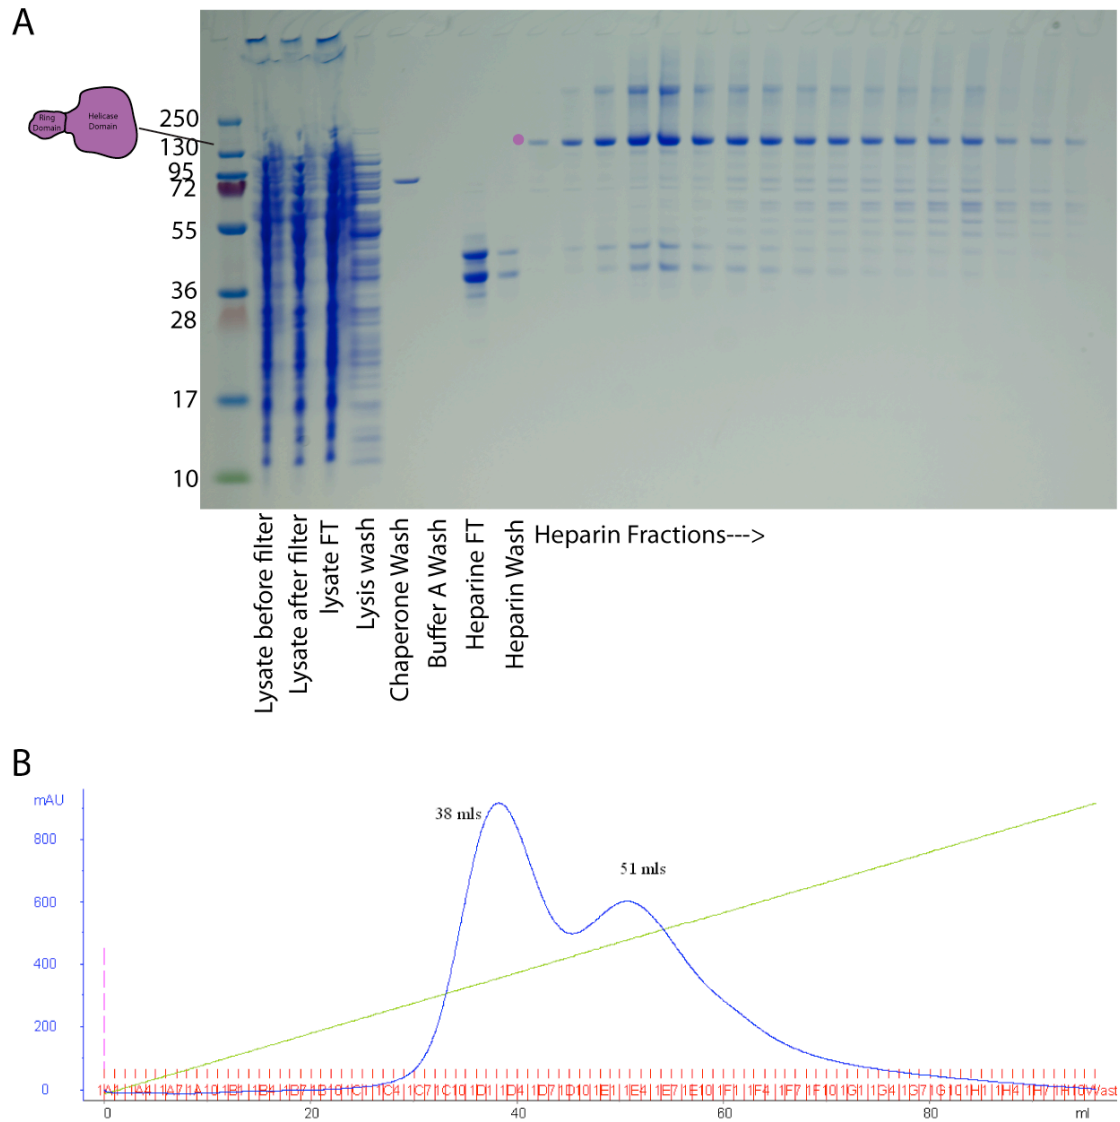 A
Ring
Domain
Helicase
Domain
250
130
95
72
55
36
28
17
10
Lysate before filter
Lysate after filter
lysate FT
Lysis wash
Chaperone Wash
Buffer A Wash
Heparine FT
Heparin Wash
Heparin Fractions--->
B
mAU
800
600
400
200
0
38 mls
51 mls
0 20 40 60 80 ml